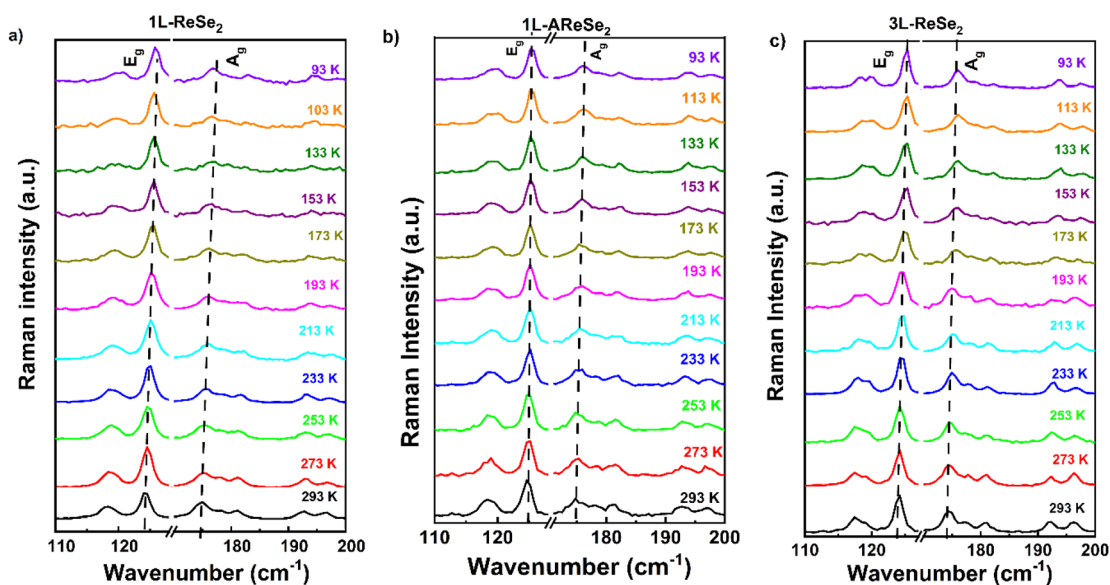 a)
1L-ReSe2
Eg
Ag
93 K
103 K
133 K
153 K
173 K
193 K
213 K
233 K
253 K
273 K
293 K
Raman intensity (a.u.)
110 120 180 190 200
Wavenumber (cm-1)
b)
1L-AReSe2
Eg
Ag
93 K
113 K
133 K
153 K
173 K
193 K
213 K
233 K
253 K
273 K
293 K
Raman Intensity (a.u.)
110 120 180 190 200
Wavenumber (cm-1)
c)
3L-ReSe2
Eg
Ag
93 K
113 K
133 K
153 K
173 K
193 K
213 K
233 K
253 K
273 K
293 K
Raman Intensity (a.u.)
110 120 170 180 190 200
Wavenumber (cm-1)